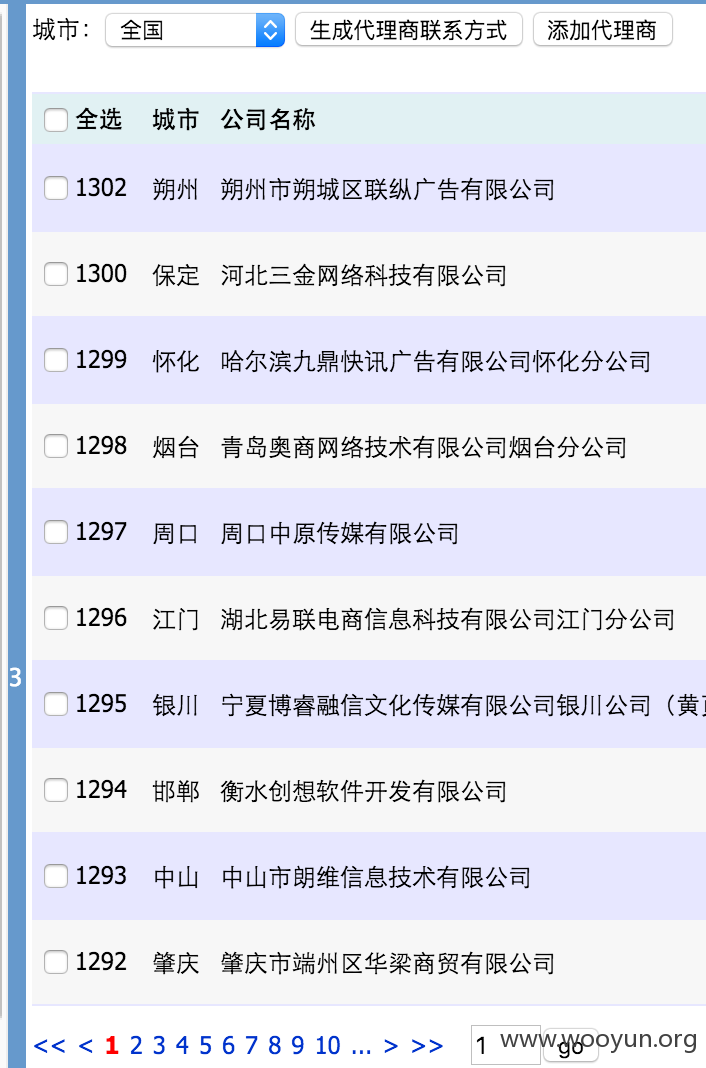 城市： 全国 生成代理商联系方式 添加代理商
全选 城市 公司名称
1302 朔州 朔州市朔城区联纵广告有限公司
1300 保定 河北三金网络科技有限公司
1299 怀化 哈尔滨九鼎快讯广告有限公司怀化分公司
1298 烟台 青岛奥商网络技术有限公司烟台分公司
1297 周口 周口中原传媒有限公司
1296 江门 湖北易联电商信息科技有限公司江门分公司
3
1295 银川 宁夏博睿融信文化传媒有限公司银川公司（黄
1294 邯郸 衡水创想软件开发有限公司
1293 中山 中山市朗维信息技术有限公司
1292 肇庆 肇庆市端州区华梁商贸有限公司
<< < 1 2 3 4 5 6 7 8 9 10 ... > >> 1 go
www.wooyun.org